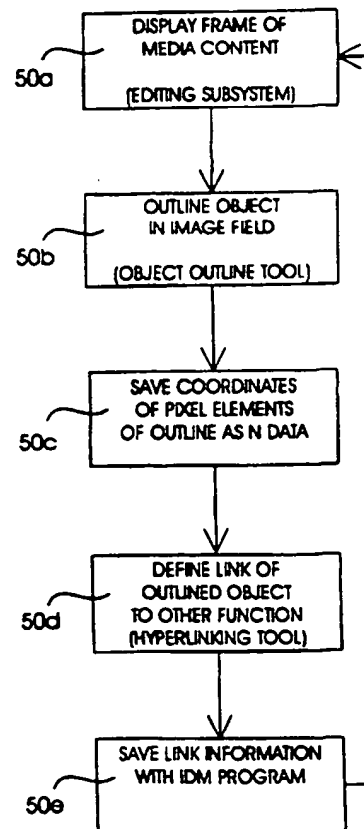 DISPLAY FRAME OF
MEDIA CONTENT
(EDITING SUBSYSTEM)
50a
OUTLINE OBJECT
IN IMAGE FIELD
(OBJECT OUTLINE TOOL)
50b
SAVE COORDINATES
OF PIXEL ELEMENTS
OF OUTLINE AS N DATA
50c
DEFINE LINK OF
OUTLINED OBJECT
TO OTHER FUNCTION
(HYPERLINKING TOOL)
50d
SAVE LINK INFORMATION
WITH IDM PROGRAM
50e